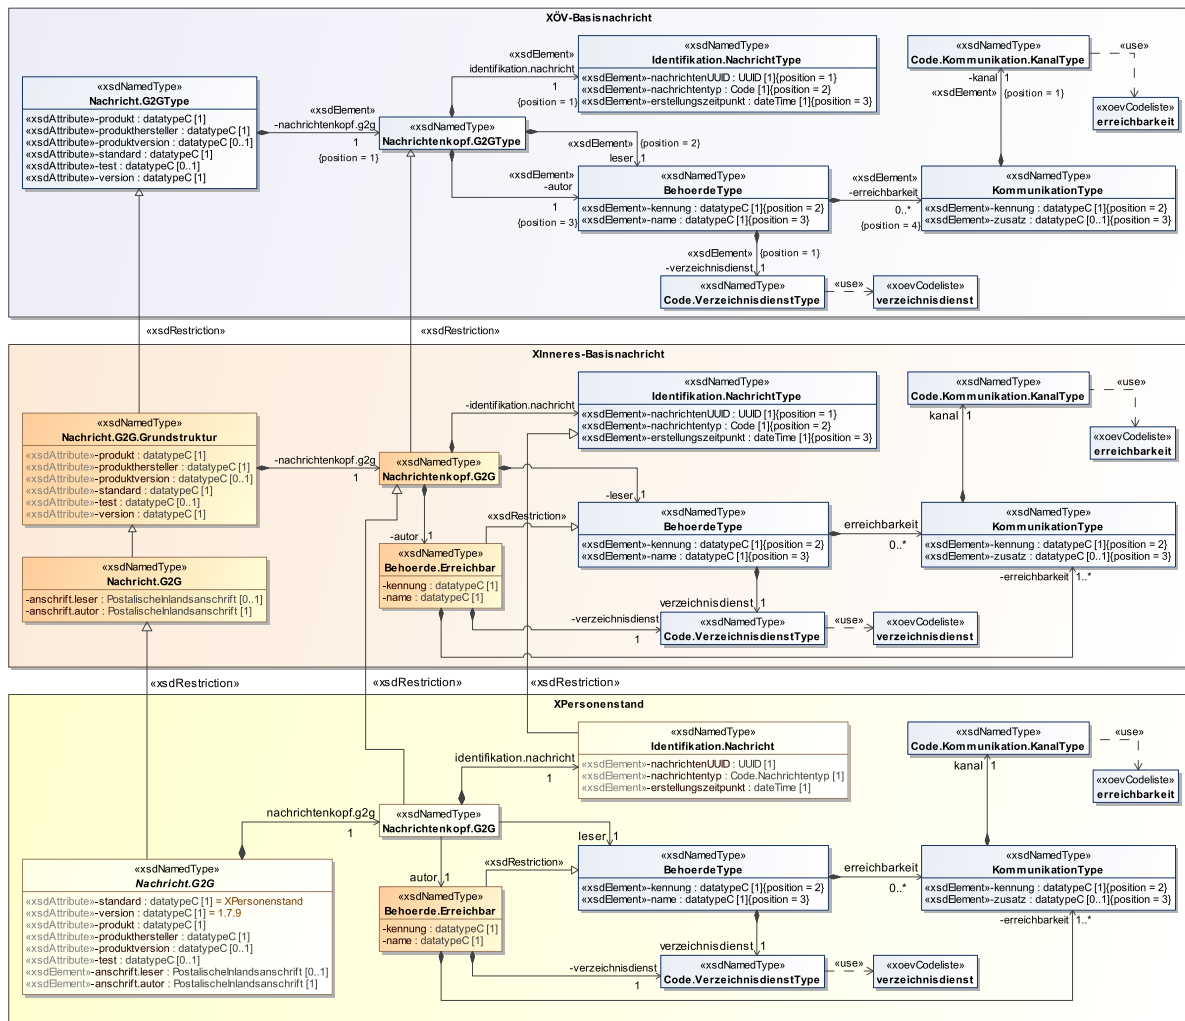 XÖV-Basisnachricht
«xsdNamedType»
Nachricht.G2GType
«xsdAttribute»-produkt : datatypeC [1]
«xsdAttribute»-produkthersteller : datatypeC [1]
«xsdAttribute»-produktversion : datatypeC [0..1]
«xsdAttribute»-standard : datatypeC [1]
«xsdAttribute»-test : datatypeC [0..1]
«xsdAttribute»-version : datatypeC [1]
«xsdElement»
-nachrichtenkopf.g2g
1
{position = 1}
«xsdNamedType»
Nachrichtenkopf.G2GType
«xsdElement»
identifikation.nachricht
1
{position = 1}
«xsdNamedType»
Identifikation.NachrichtType
«xsdElement»-nachrichtenUUID : UUID [1]{position = 1}
«xsdElement»-nachrichtentyp : Code [1]{position = 2}
«xsdElement»-erstellungszeitpunkt : dateTime [1]{position = 3}
«xsdElement»
{position = 2}
leser
1
«xsdElement»
-autor
1
{position = 3}
«xsdNamedType»
BehoerdeType
«xsdElement»-kennung : datatypeC [1]{position = 2}
«xsdElement»-name : datatypeC [1]{position = 3}
«xsdElement»
-erreichbarkeit
0..*
{position = 4}
«xsdNamedType»
Code.Kommunikation.KanalType
«use»
«xoevCodeliste»
erreichbarkeit
-kanal
1
«xsdElement»
{position = 1}
«xsdNamedType»
KommunikationType
«xsdElement»-kennung : datatypeC [1]{position = 2}
«xsdElement»-zusatz : datatypeC [0..1]{position = 3}
«xsdElement»
{position = 1}
-verzeichnisdienst
1
«xsdNamedType»
Code.VerzeichnisdienstType
«use»
«xoevCodeliste»
verzeichnisdienst
«xsdRestriction»
«xsdRestriction»
XInneres-Basisnachricht
«xsdNamedType»
Nachricht.G2G.Grundstruktur
«xsdAttribute»-produkt : datatypeC [1]
«xsdAttribute»-produkthersteller : datatypeC [1]
«xsdAttribute»-produktversion : datatypeC [0..1]
«xsdAttribute»-standard : datatypeC [1]
«xsdAttribute»-test : datatypeC [0..1]
«xsdAttribute»-version : datatypeC [1]
«xsdNamedType»
Nachricht.G2G
-anschrift.leser : PostalischeInlandsanschrift [0..1]
-anschrift.autor : PostalischeInlandsanschrift [1]
-nachrichtenkopf.g2g
1
«xsdNamedType»
Nachrichtenkopf.G2G
-identifikation.nachricht
«xsdNamedType»
Identifikation.NachrichtType
«xsdElement»-nachrichtenUUID : UUID [1]{position = 1}
«xsdElement»-nachrichtentyp : Code [1]{position = 2}
«xsdElement»-erstellungszeitpunkt : dateTime [1]{position = 3}
-leser
1
-autor
1
«xsdRestriction»
«xsdNamedType»
Behoerde.Erreichbar
-kennung : datatypeC [1]
-name : datatypeC [1]
«xsdNamedType»
BehoerdeType
«xsdElement»-kennung : datatypeC [1]{position = 2}
«xsdElement»-name : datatypeC [1]{position = 3}
erreichbarkeit
0..*
«xsdNamedType»
Code.Kommunikation.KanalType
«use»
«xoevCodeliste»
erreichbarkeit
kanal
1
«xsdNamedType»
KommunikationType
«xsdElement»-kennung : datatypeC [1]{position = 2}
«xsdElement»-zusatz : datatypeC [0..1]{position = 3}
-erreichbarkeit
1..*
verzeichnisdienst
1
-verzeichnisdienst
1
«xsdNamedType»
Code.VerzeichnisdienstType
«use»
«xoevCodeliste»
verzeichnisdienst
«xsdRestriction»
«xsdRestriction»
«xsdRestriction»
XPersonenstand
«xsdNamedType»
Identifikation.Nachricht
«xsdElement»-nachrichtenUUID : UUID [1]
«xsdElement»-nachrichtentyp : Code.Nachrichtentyp [1]
«xsdElement»-erstellungszeitpunkt : dateTime [1]
identifikation.nachricht
1
«xsdNamedType»
Nachrichtenkopf.G2G
nachrichtenkopf.g2g
1
«xsdNamedType»
Nachricht.G2G
«xsdAttribute»-standard : datatypeC [1] = XPersonenstand
«xsdAttribute»-version : datatypeC [1] = 1.7.9
«xsdAttribute»-produkt : datatypeC [1]
«xsdAttribute»-produkthersteller : datatypeC [1]
«xsdAttribute»-produktversion : datatypeC [0..1]
«xsdAttribute»-test : datatypeC [0..1]
«xsdElement»-anschrift.leser : PostalischeInlandsanschrift [0..1]
«xsdElement»-anschrift.autor : PostalischeInlandsanschrift [1]
leser
1
autor
1
«xsdRestriction»
«xsdNamedType»
Behoerde.Erreichbar
-kennung : datatypeC [1]
-name : datatypeC [1]
«xsdNamedType»
BehoerdeType
«xsdElement»-kennung : datatypeC [1]{position = 2}
«xsdElement»-name : datatypeC [1]{position = 3}
erreichbarkeit
0..*
«xsdNamedType»
Code.Kommunikation.KanalType
«use»
«xoevCodeliste»
erreichbarkeit
kanal
1
«xsdNamedType»
KommunikationType
«xsdElement»-kennung : datatypeC [1]{position = 2}
«xsdElement»-zusatz : datatypeC [0..1]{position = 3}
-erreichbarkeit
1..*
verzeichnisdienst
1
-verzeichnisdienst
1
«xsdNamedType»
Code.VerzeichnisdienstType
«use»
«xoevCodeliste»
verzeichnisdienst